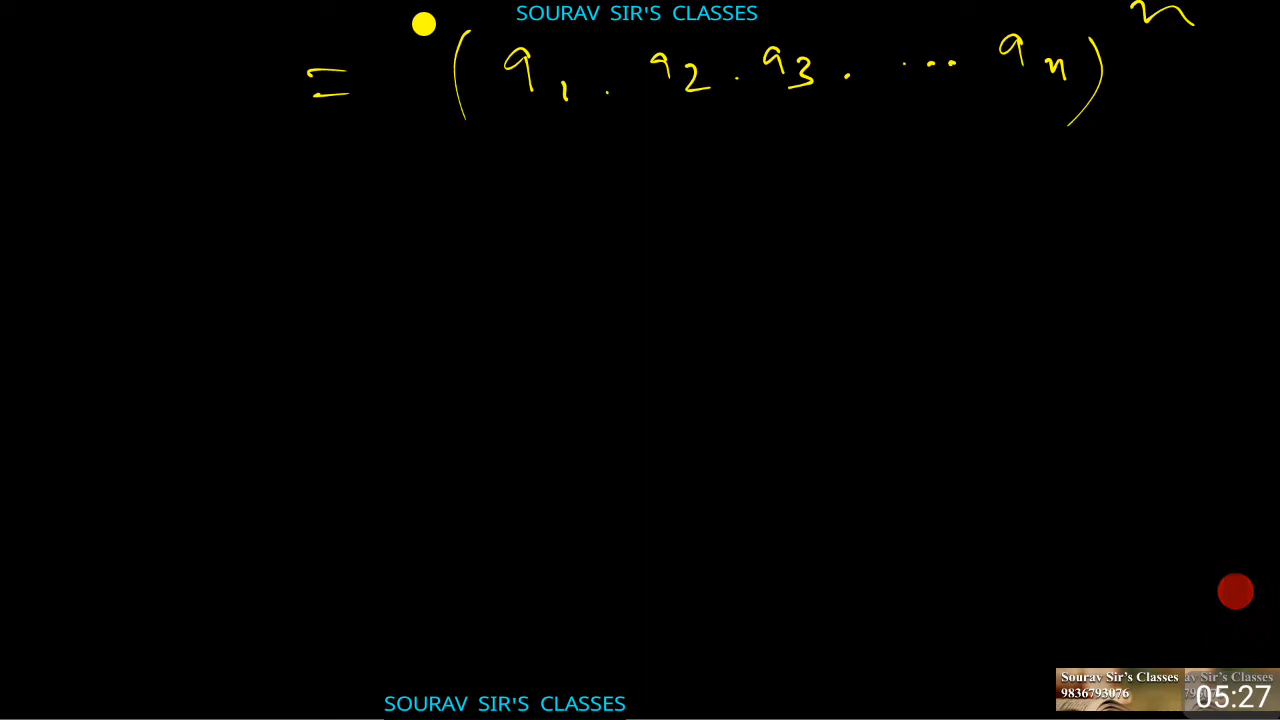 SOURAV SIR'S CLASSES
n
= ( a1 . a2 . a3 . ... an )
Sourav Sir's Classes
9836793076
05:27
SOURAV SIR'S CLASSES